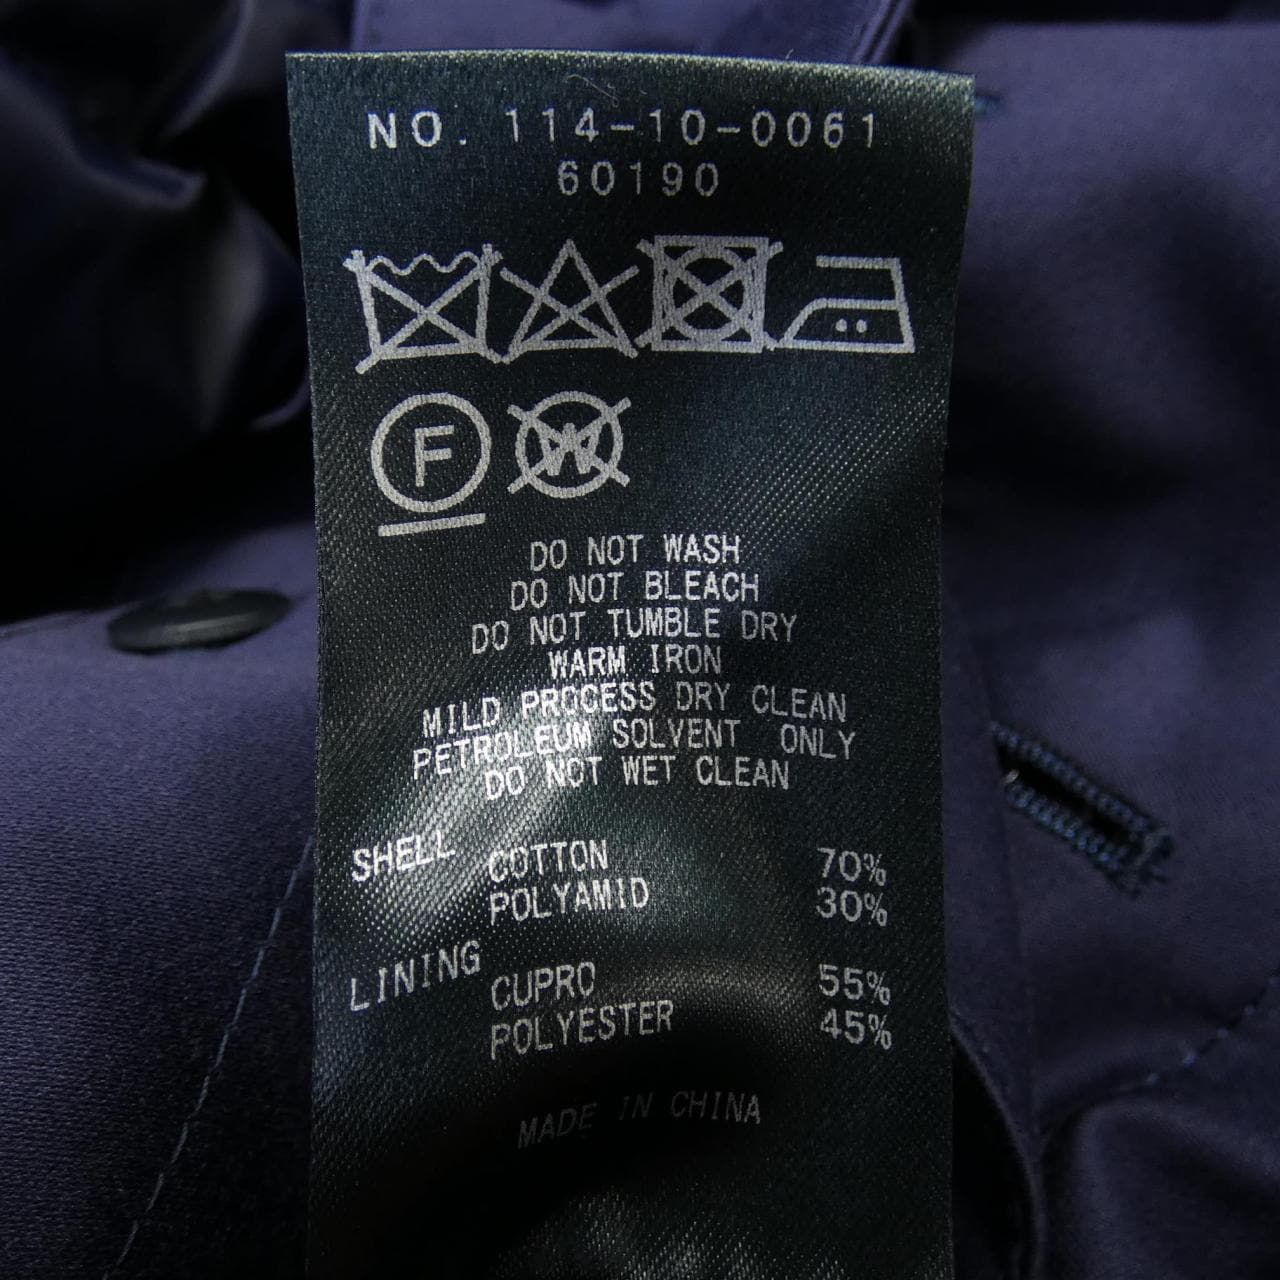 NO. 114-10-0061
60190
F
W
DO NOT WASH
DO NOT BLEACH
DO NOT TUMBLE DRY
WARM IRON
MILD PROCESS DRY CLEAN
PETROLEUM SOLVENT ONLY
DO NOT WET CLEAN
SHELL COTTON 70%
POLYAMID 30%
LINING CUPRO 55%
POLYESTER 45%
MADE IN CHINA